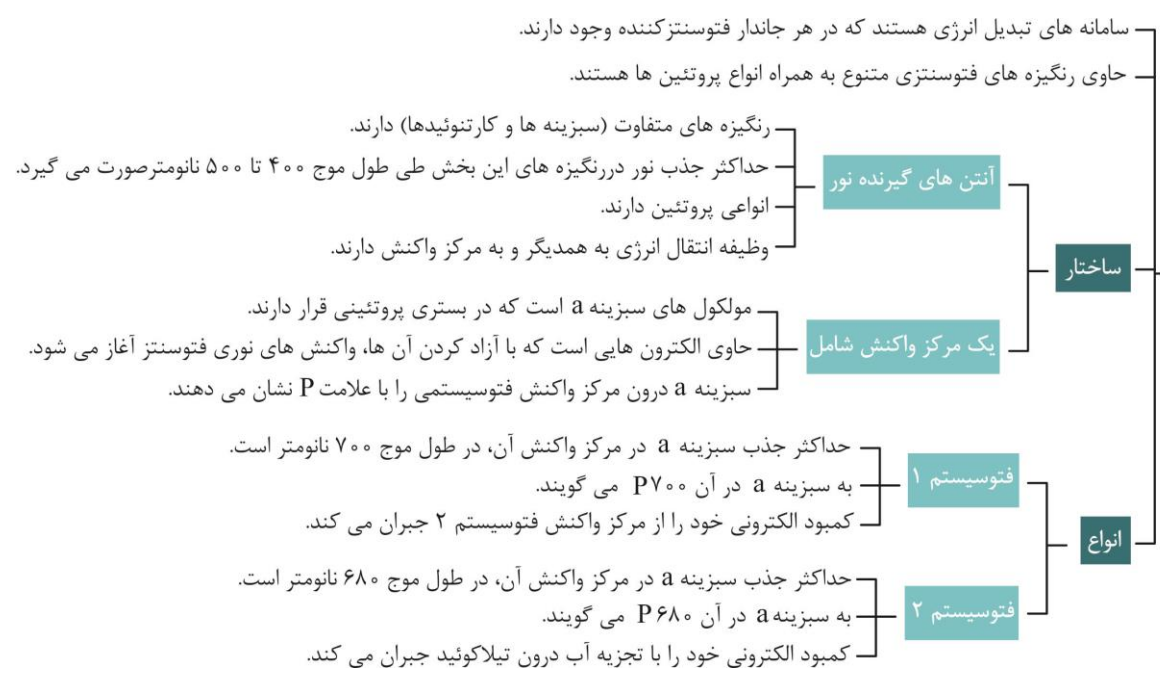 سامانه های تبدیل انرژی هستند که در هر جاندار فتوسنتزکننده وجود دارند.
حاوی رنگیزه های فتوسنتزی متنوع به همراه انواع پروتئین ها هستند.
ساختار
آنتن های گیرنده نور
رنگیزه های متفاوت (سبزینه ها و کارتنوئیدها) دارند.
حداکثر جذب نور دررنگیزه های این بخش طی طول موج ۴۰۰ تا ۵۰۰ نانومترصورت می گیرد.
انواعی پروتئین دارند.
وظیفه انتقال انرژی به همدیگر و به مرکز واکنش دارند.
یک مرکز واکنش شامل
مولکول های سبزینه a است که در بستری پروتئینی قرار دارند.
حاوی الکترون هایی است که با آزاد کردن آن ها، واکنش های نوری فتوسنتز آغاز می شود.
سبزینه a درون مرکز واکنش فتوسیستمی را با علامت P نشان می دهند.
انواع
فتوسیستم ۱
حداکثر جذب سبزینه a در مرکز واکنش آن، در طول موج ۷۰۰ نانومتر است.
به سبزینه a در آن P۷۰۰ می گویند.
کمبود الکترونی خود را از مرکز واکنش فتوسیستم ۲ جبران می کند.
فتوسیستم ۲
حداکثر جذب سبزینه a در مرکز واکنش آن، در طول موج ۶۸۰ نانومتر است.
به سبزینه a در آن P۶۸۰ می گویند.
کمبود الکترونی خود را با تجزیه آب درون تیلاکوئید جبران می کند.